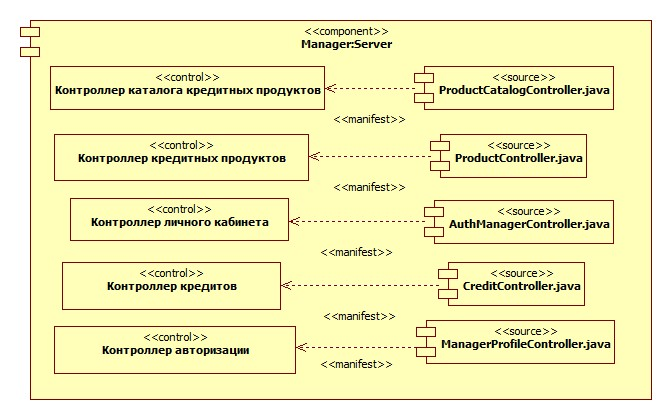 <<component>>
Manager:Server
<<control>>
Контроллер каталога кредитных продуктов
<<source>>
ProductCatalogController.java
<<manifest>>
<<control>>
Контроллер кредитных продуктов
<<source>>
ProductController.java
<<manifest>>
<<control>>
Контроллер личного кабинета
<<source>>
AuthManagerController.java
<<manifest>>
<<control>>
Контроллер кредитов
<<source>>
CreditController.java
<<manifest>>
<<control>>
Контроллер авторизации
<<source>>
ManagerProfileController.java
<<manifest>>